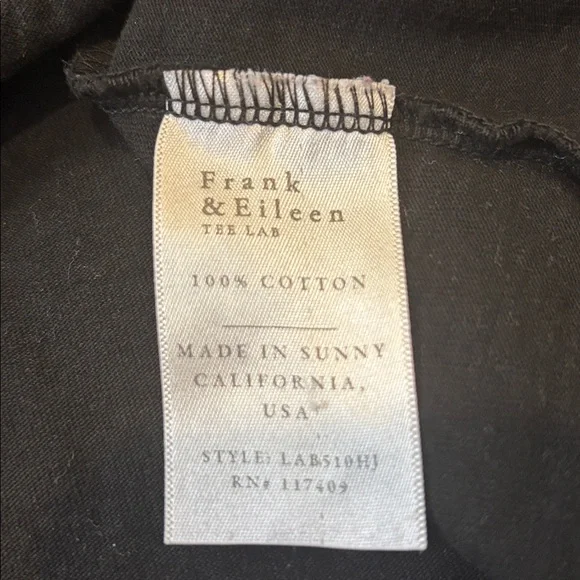 Frank
& Eileen
TEE LAB
100% COTTON
MADE IN SUNNY
CALIFORNIA,
USA
STYLE: LAB510HJ
RN# 117409